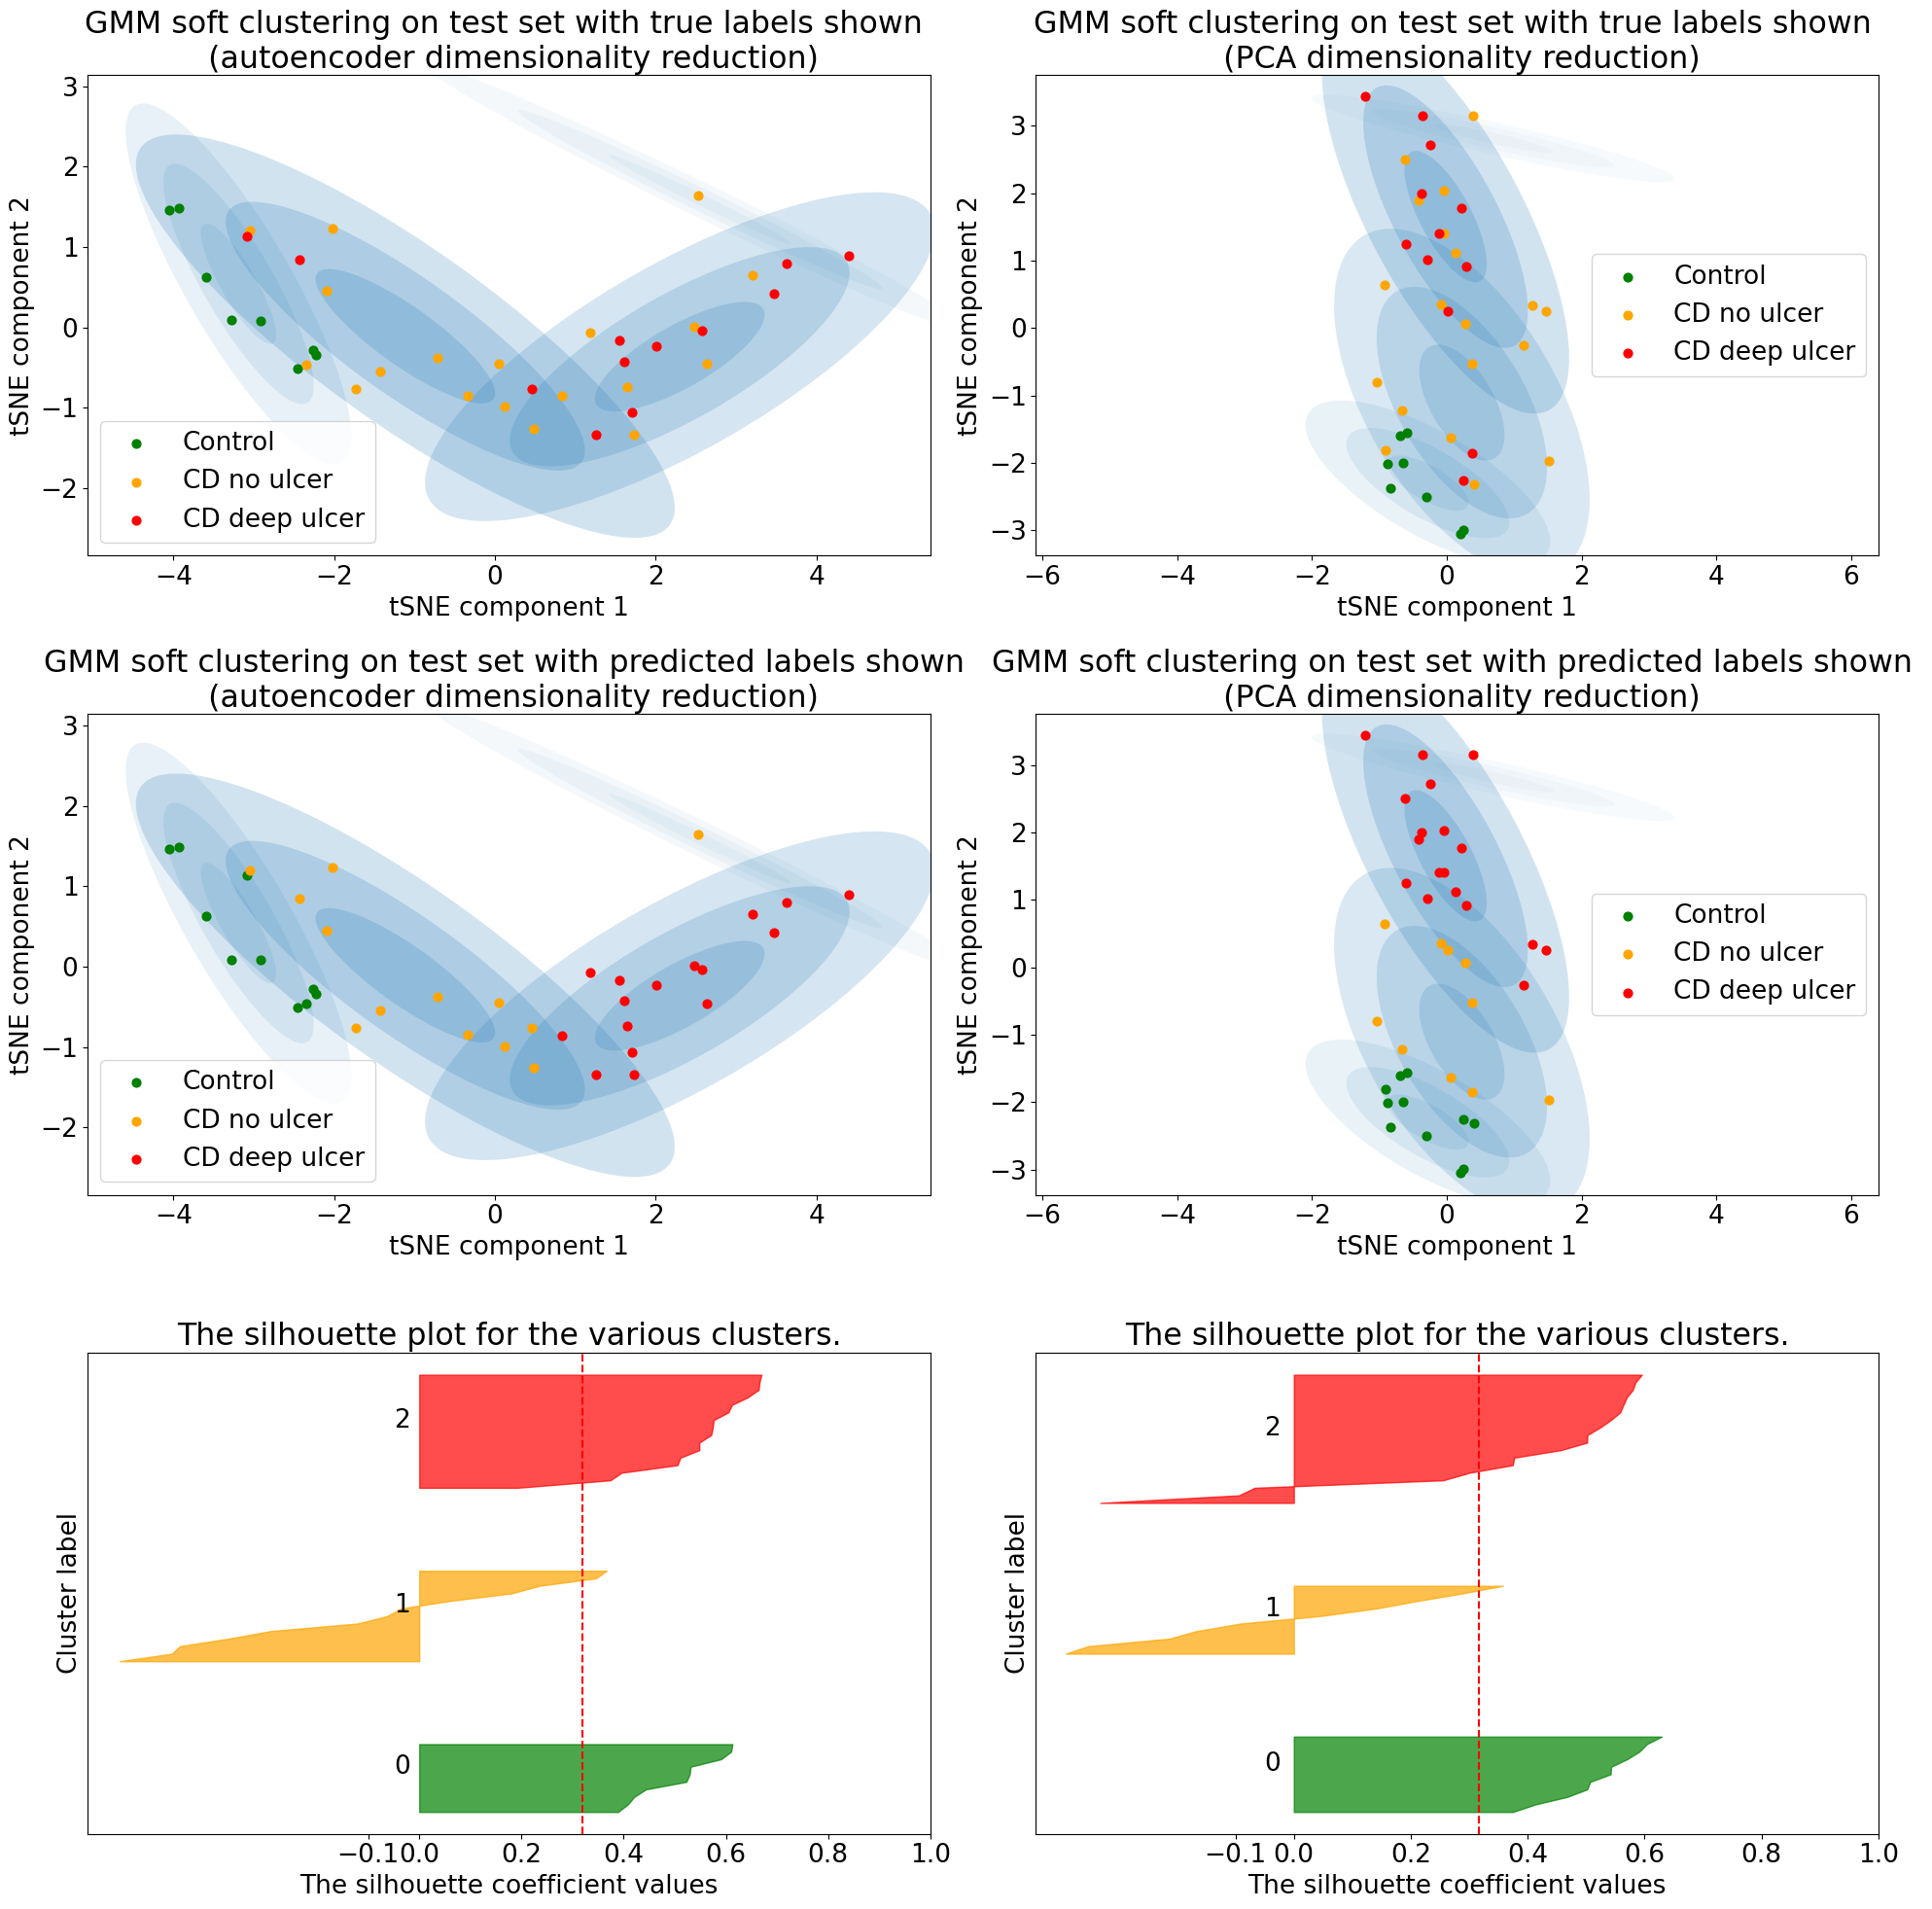 GMM soft clustering on test set with true labels shown
(autoencoder dimensionality reduction)
3
2
1
0
−1
−2
tSNE component 2
Control
CD no ulcer
CD deep ulcer
−4 −2 0 2 4
tSNE component 1
GMM soft clustering on test set with true labels shown
(PCA dimensionality reduction)
3
2
1
0
−1
−2
−3
tSNE component 2
Control
CD no ulcer
CD deep ulcer
−6 −4 −2 0 2 4 6
tSNE component 1
GMM soft clustering on test set with predicted labels shown
(autoencoder dimensionality reduction)
3
2
1
0
−1
−2
tSNE component 2
Control
CD no ulcer
CD deep ulcer
−4 −2 0 2 4
tSNE component 1
GMM soft clustering on test set with predicted labels shown
(PCA dimensionality reduction)
3
2
1
0
−1
−2
−3
tSNE component 2
Control
CD no ulcer
CD deep ulcer
−6 −4 −2 0 2 4 6
tSNE component 1
The silhouette plot for the various clusters.
Cluster label
2
1
0
−0.1 0.0 0.2 0.4 0.6 0.8 1.0
The silhouette coefficient values
The silhouette plot for the various clusters.
Cluster label
2
1
0
−0.1 0.0 0.2 0.4 0.6 0.8 1.0
The silhouette coefficient values